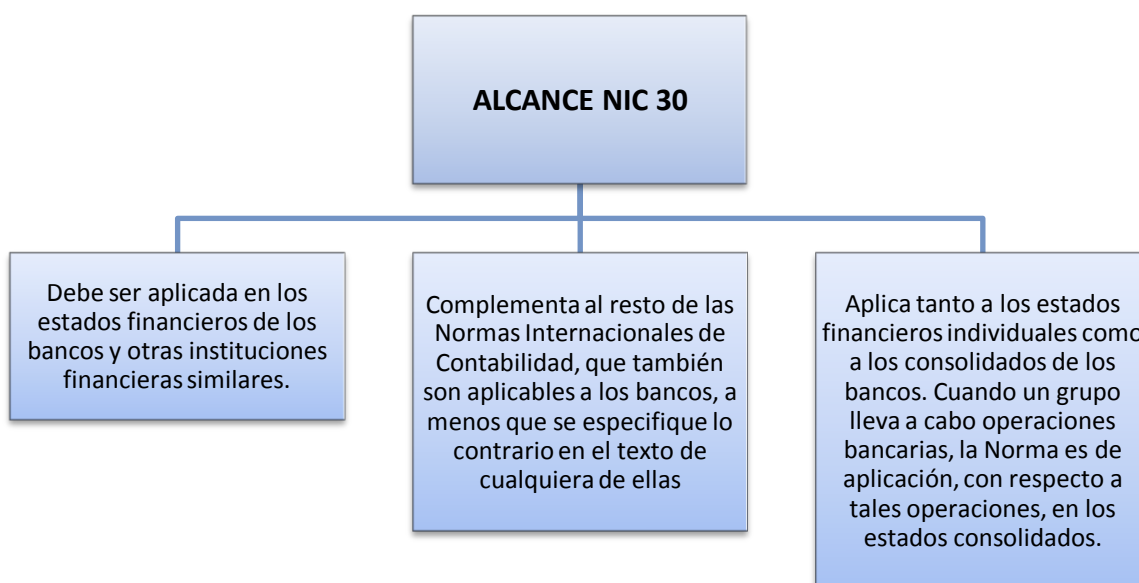 ALCANCE NIC 30
Debe ser aplicada en los
estados financieros de los
bancos y otras instituciones
financieras similares.
Complementa al resto de las
Normas Internacionales de
Contabilidad, que también
son aplicables a los bancos, a
menos que se especifique lo
contrario en el texto de
cualquiera de ellas
Aplica tanto a los estados
financieros individuales como
a los consolidados de los
bancos. Cuando un grupo
lleva a cabo operaciones
bancarias, la Norma es de
aplicación, con respecto a
tales operaciones, en los
estados consolidados.